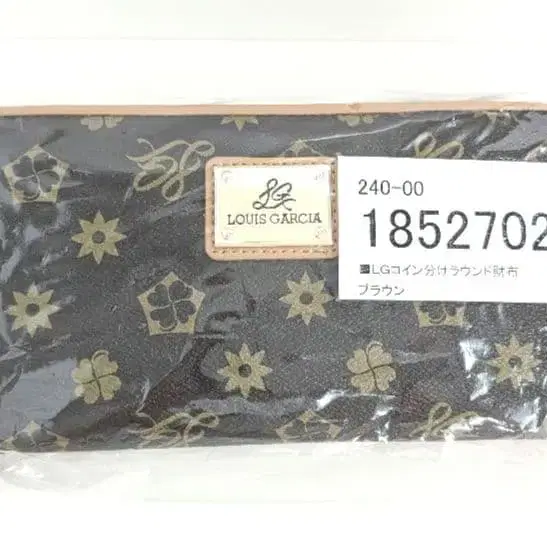 LG
LOUIS GARCIA
240-00
1852702
■LGコイン分けラウンド財布
ブラウン